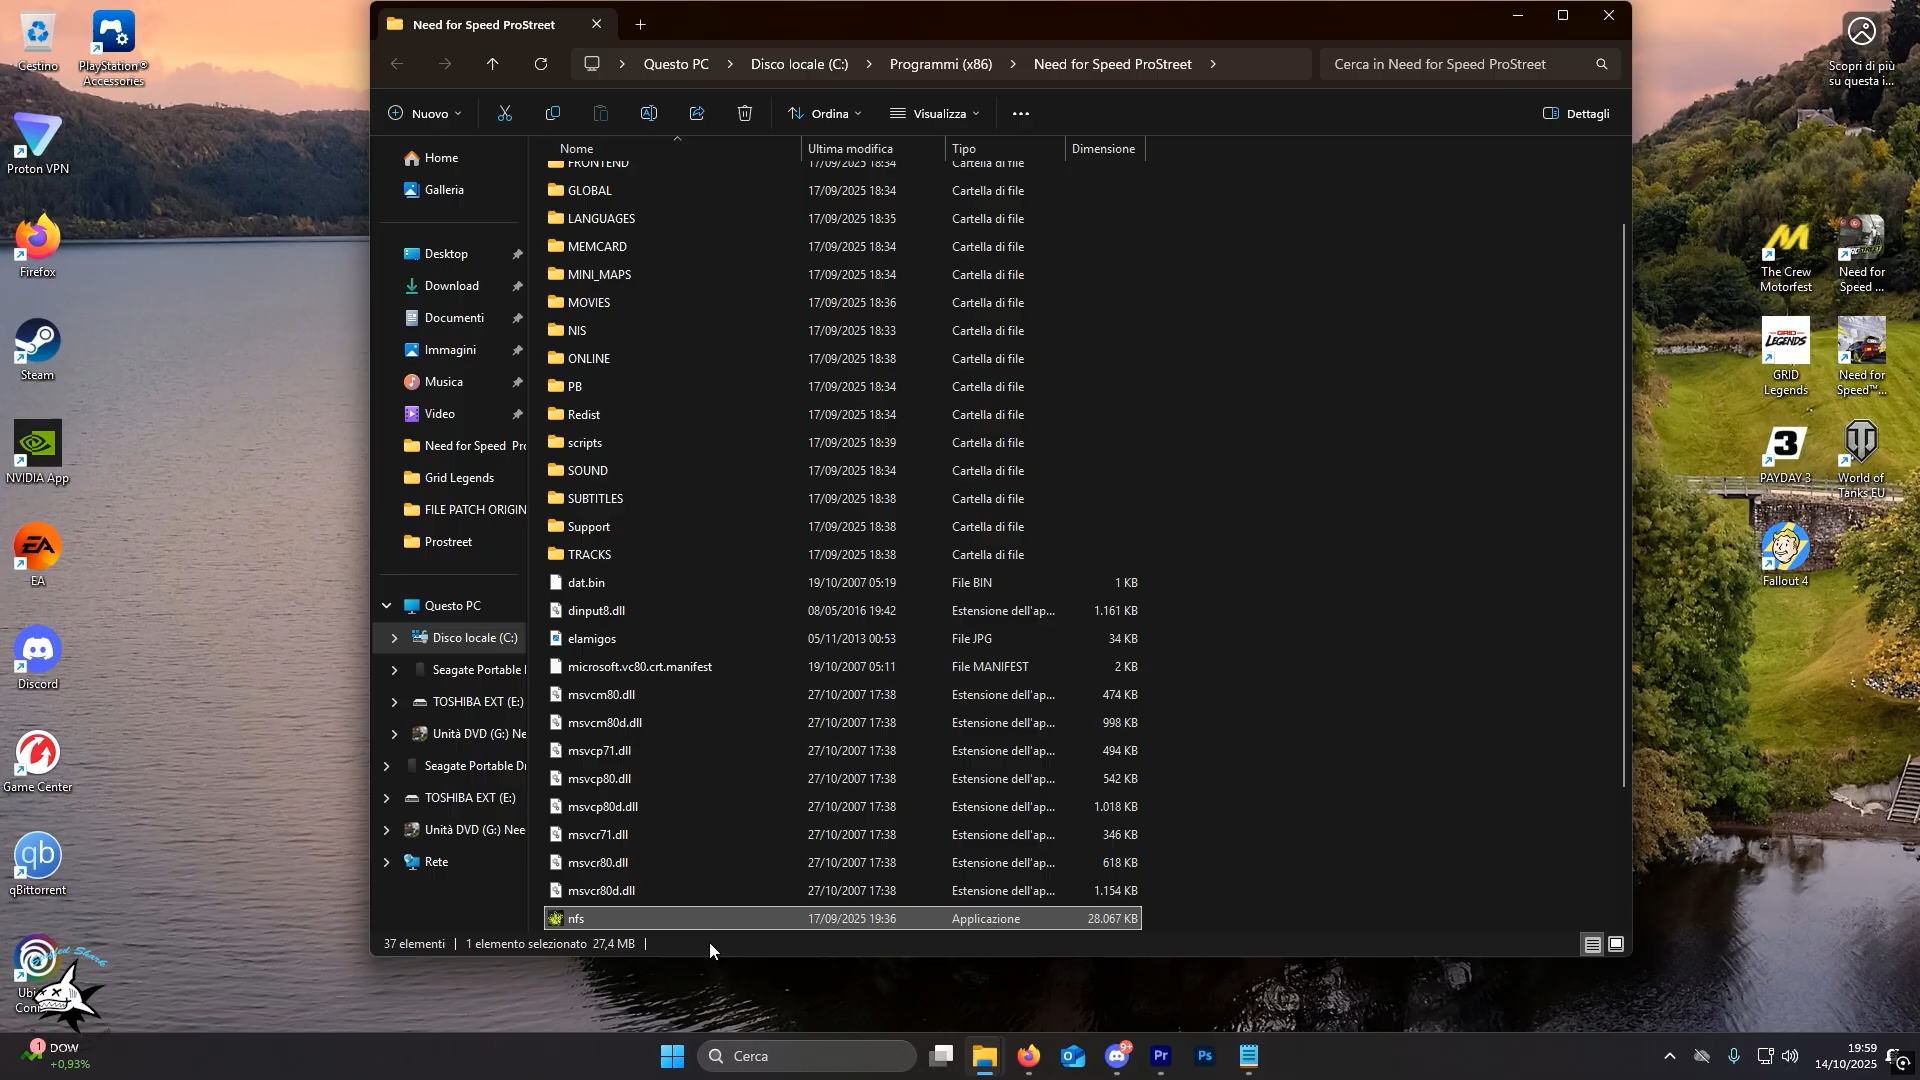 Need for Speed ProStreet
Questo PC
Disco locale (C:)
Programmi (x86)
Need for Speed ProStreet
Cerca in Need for Speed ProStreet
Nuovo
Ordina
Visualizza
Dettagli
Home
Galleria
Desktop
Download
Documenti
Immagini
Musica
Video
Need for Speed Pro
Grid Legends
FILE PATCH ORIGIN
Prostreet
Questo PC
Disco locale (C:)
Seagate Portable
TOSHIBA EXT (E:)
Unità DVD (G:) Ne
Seagate Portable Dr
TOSHIBA EXT (E:)
Unità DVD (G:) Nee
Rete
Nome Ultima modifica Tipo Dimensione
FRONTEND 17/09/2025 18:34 Cartella di file
GLOBAL 17/09/2025 18:34 Cartella di file
LANGUAGES 17/09/2025 18:35 Cartella di file
MEMCARD 17/09/2025 18:34 Cartella di file
MINI_MAPS 17/09/2025 18:34 Cartella di file
MOVIES 17/09/2025 18:36 Cartella di file
NIS 17/09/2025 18:33 Cartella di file
ONLINE 17/09/2025 18:38 Cartella di file
PB 17/09/2025 18:34 Cartella di file
Redist 17/09/2025 18:34 Cartella di file
scripts 17/09/2025 18:39 Cartella di file
SOUND 17/09/2025 18:34 Cartella di file
SUBTITLES 17/09/2025 18:38 Cartella di file
Support 17/09/2025 18:38 Cartella di file
TRACKS 17/09/2025 18:38 Cartella di file
dat.bin 19/10/2007 05:19 File BIN 1 KB
dinput8.dll 08/05/2016 19:42 Estensione dell'ap... 1.161 KB
elamigos 05/11/2013 00:53 File JPG 34 KB
microsoft.vc80.crt.manifest 19/10/2007 05:11 File MANIFEST 2 KB
msvcm80.dll 27/10/2007 17:38 Estensione dell'ap... 474 KB
msvcm80d.dll 27/10/2007 17:38 Estensione dell'ap... 998 KB
msvcp71.dll 27/10/2007 17:38 Estensione dell'ap... 494 KB
msvcp80.dll 27/10/2007 17:38 Estensione dell'ap... 542 KB
msvcp80d.dll 27/10/2007 17:38 Estensione dell'ap... 1.018 KB
msvcr71.dll 27/10/2007 17:38 Estensione dell'ap... 346 KB
msvcr80.dll 27/10/2007 17:38 Estensione dell'ap... 618 KB
msvcr80d.dll 27/10/2007 17:38 Estensione dell'ap... 1.154 KB
nfs 17/09/2025 19:36 Applicazione 28.067 KB
37 elementi 1 elemento selezionato 27,4 MB
Cestino
PlayStation®
Accessories
Proton VPN
Firefox
Steam
NVIDIA App
EA
EA
Discord
Game Center
qb
qBittorrent
Shark
Ubi
Con
Scopri di più
su questa i...
The Crew
Motorfest
Need for
Speed ...
GRID
LEGENDS
GRID
Legends
Need for
Speed™...
3
PAYDAY 3
World of
Tanks EU
Fallout 4
1
DOW
+0,93%
Cerca
9+
Pr
Ps
19:59
14/10/2025